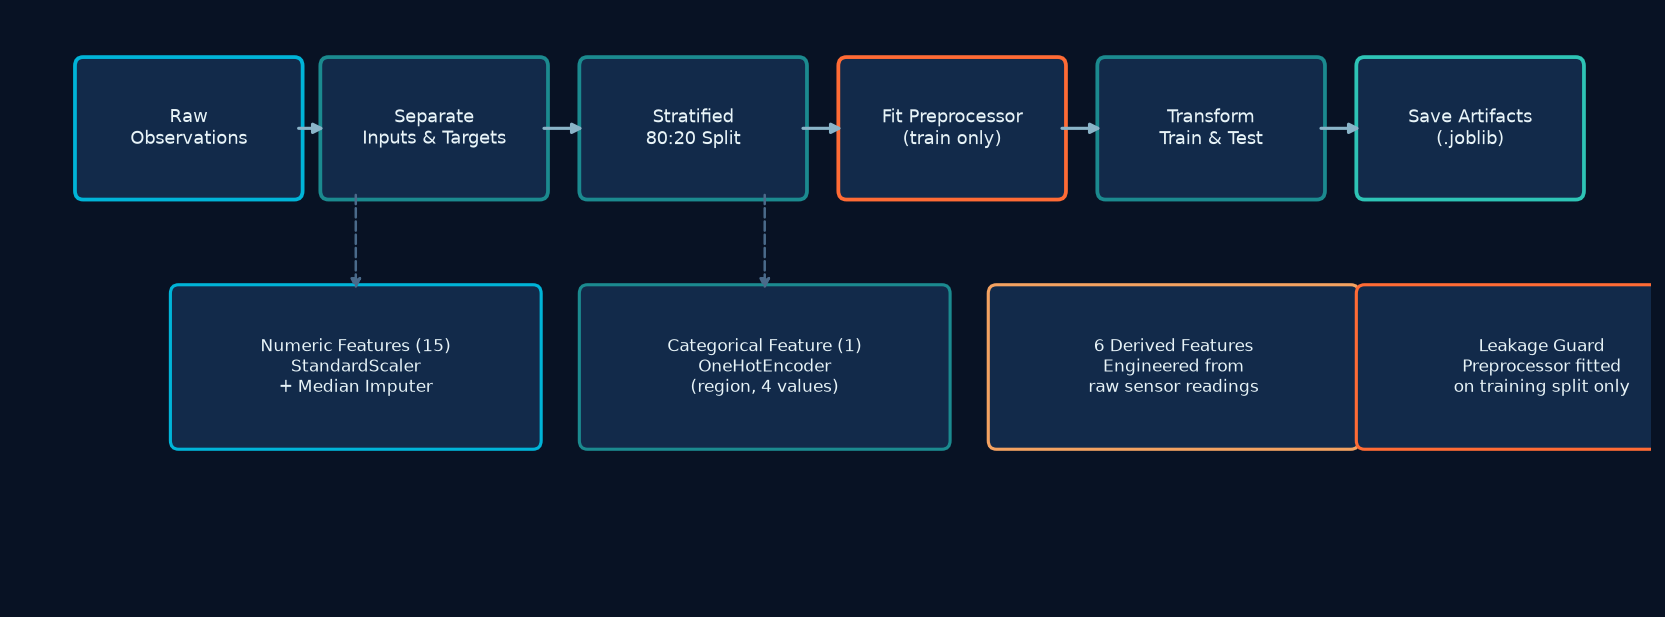 Raw
Observations
Separate
Inputs & Targets
Stratified
80:20 Split
Fit Preprocessor
(train only)
Transform
Train & Test
Save Artifacts
(.joblib)
Numeric Features (15)
StandardScaler
+ Median Imputer
Categorical Feature (1)
OneHotEncoder
(region, 4 values)
6 Derived Features
Engineered from
raw sensor readings
Leakage Guard
Preprocessor fitted
on training split only